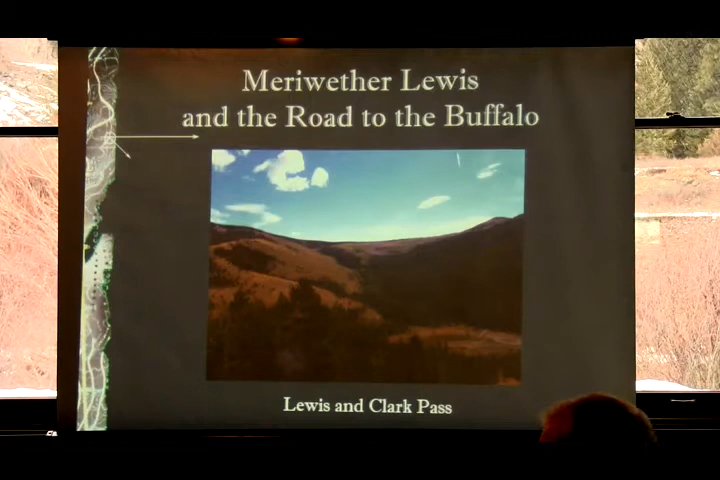 Meriwether Lewis
and the Road to the Buffalo
Lewis and Clark Pass